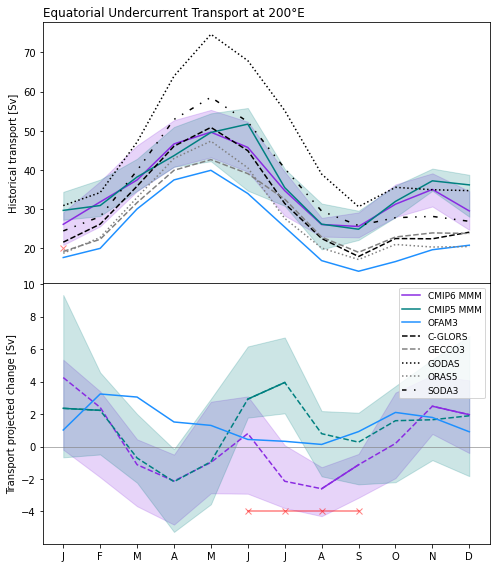 Equatorial Undercurrent Transport at 200°E
Historical transport [Sv]
70
60
50
40
30
20
Transport projected change [Sv]
10
8
6
4
2
0
−2
−4
CMIP6 MMM
CMIP5 MMM
OFAM3
C-GLORS
GECCO3
GODAS
ORAS5
SODA3
J F M A M J J A S O N D